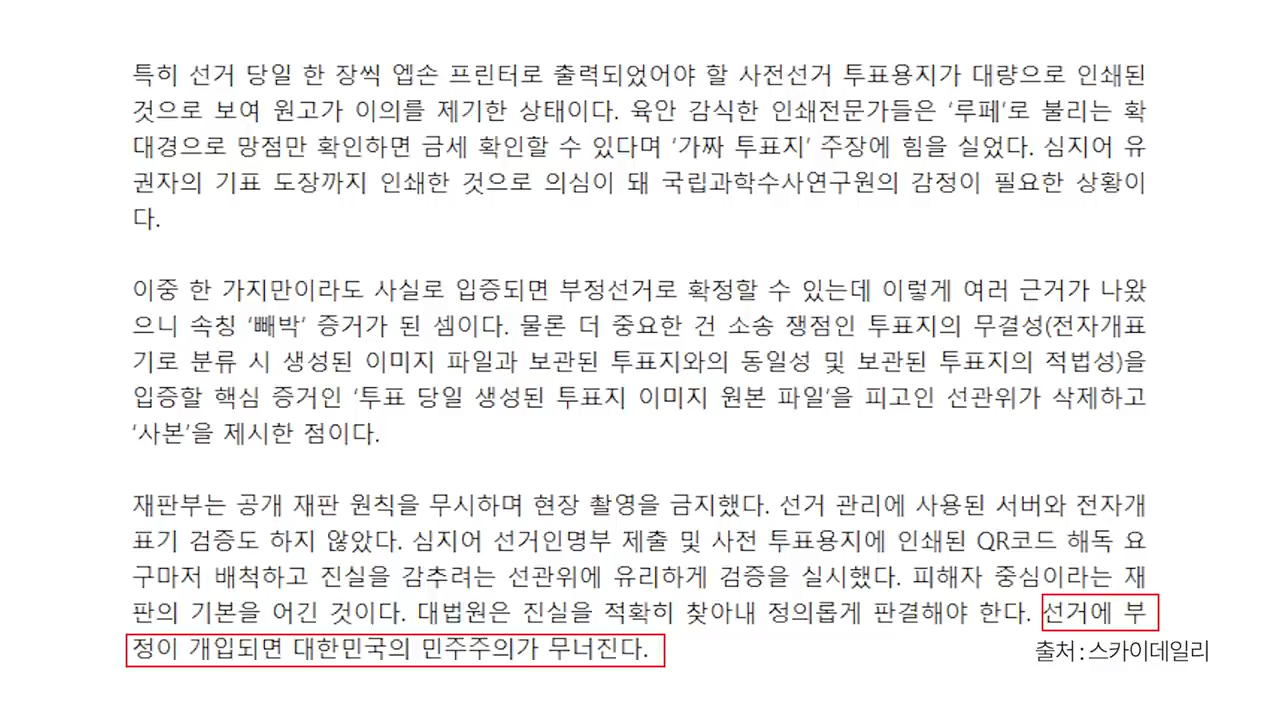 특히 선거 당일 한 장씩 엡손 프린터로 출력되었어야 할 사전선거 투표용지가 대량으로 인쇄된
것으로 보여 원고가 이의를 제기한 상태이다. 육안 감식한 인쇄전문가들은 ‘루페’로 불리는 확
대경으로 망점만 확인하면 금세 확인할 수 있다며 ‘가짜 투표지’ 주장에 힘을 실었다. 심지어 유
권자의 기표 도장까지 인쇄한 것으로 의심이 돼 국립과학수사연구원의 감정이 필요한 상황이
다.
이중 한 가지만이라도 사실로 입증되면 부정선거로 확정할 수 있는데 이렇게 여러 근거가 나왔
으니 속칭 ‘빼박’ 증거가 된 셈이다. 물론 더 중요한 건 소송 쟁점인 투표지의 무결성(전자개표
기로 분류 시 생성된 이미지 파일과 보관된 투표지와의 동일성 및 보관된 투표지의 적법성)을
입증할 핵심 증거인 ‘투표 당일 생성된 투표지 이미지 원본 파일’을 피고인 선관위가 삭제하고
‘사본’을 제시한 점이다.
재판부는 공개 재판 원칙을 무시하며 현장 촬영을 금지했다. 선거 관리에 사용된 서버와 전자개
표기 검증도 하지 않았다. 심지어 선거인명부 제출 및 사전 투표용지에 인쇄된 QR코드 해독 요
구마저 배척하고 진실을 감추려는 선관위에 유리하게 검증을 실시했다. 피해자 중심이라는 재
판의 기본을 어긴 것이다. 대법원은 진실을 적확히 찾아내 정의롭게 판결해야 한다. 선거에 부
정이 개입되면 대한민국의 민주주의가 무너진다.
출처 : 스카이데일리